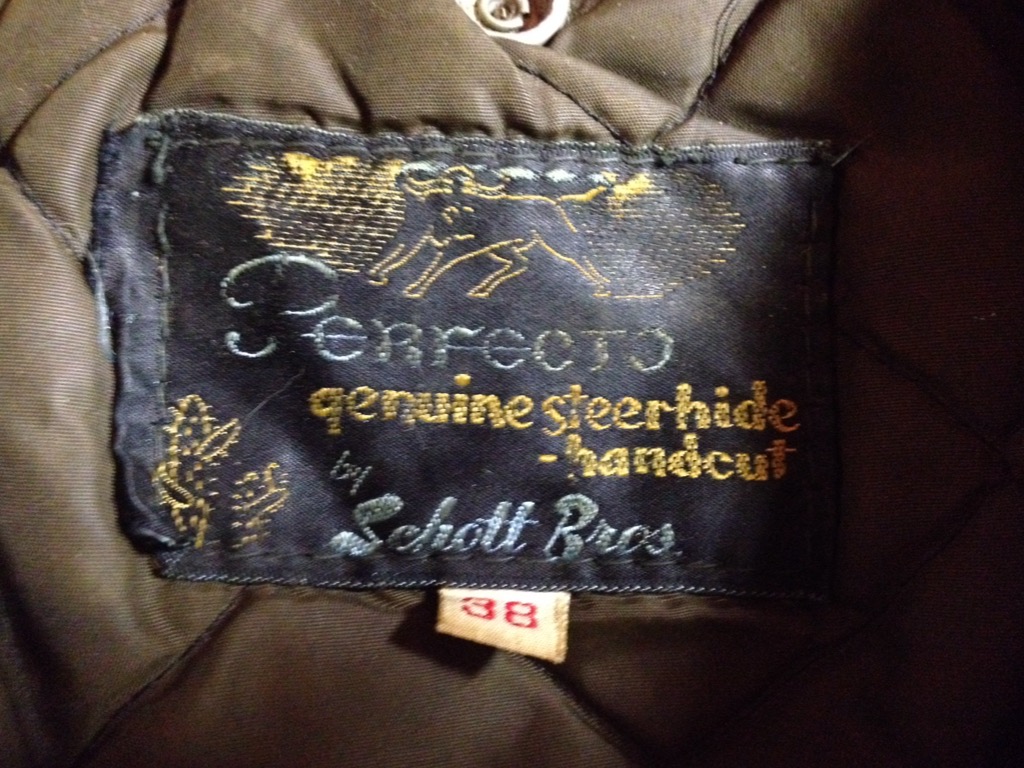 Perfecto
genuine steerhide
-handcut
by
Schott Bros.
38